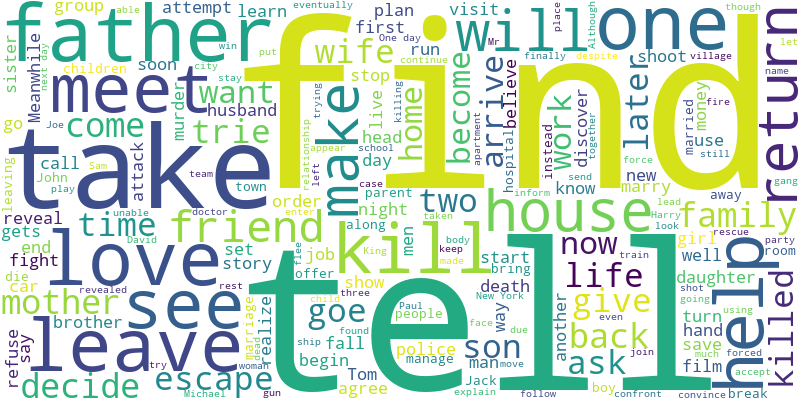 group
attempt
learn
plan
first
visit
eventually
able
One day
win
put
city
stay
father
find
will
one
return
place
Although
though
let
Mr
finally
despite
continue
village
name
sister
Meanwhile
children
next day
soon
wife
run
stop
shoot
meet
want
husband
murder
trying
killing
live
home
become
arrive
believe
hospital
work
discover
late
instead
together
married
money
fire
go
come
Joe
trie
make
head
school
day
appear
apartment
use
still
call
take
attack
team
relationship
left
case
parent
send
force
new
gang
leaving
John
Sam
play
town
order
night
two
know
marry
away
reveal
unable
doctor
enter
taken
inform
lead
Harry
look
gets
time
friend
along
men
house
family
end
David
set
King
keep
body
made
kill
start
bring
now
girl
rescue
party
room
fight
love
story
job
offer
flee
tell
train
well
help
die
revealed
show
death
life
daughter
shot
going
car
rest
realize
three
child
Paul
people
New York
way
another
give
turn
using
killed
mother
see
goe
found
face
due
even
hand
brother
marriage
ship
fall
police
son
back
save
much
refuse
say
leave
dead
begin
manage
man
move
ask
join
film
forced
accept
try
woman
Tom
agree
Jack
explain
boy
convince
break
decide
escape
Michael
gun
follow
confront